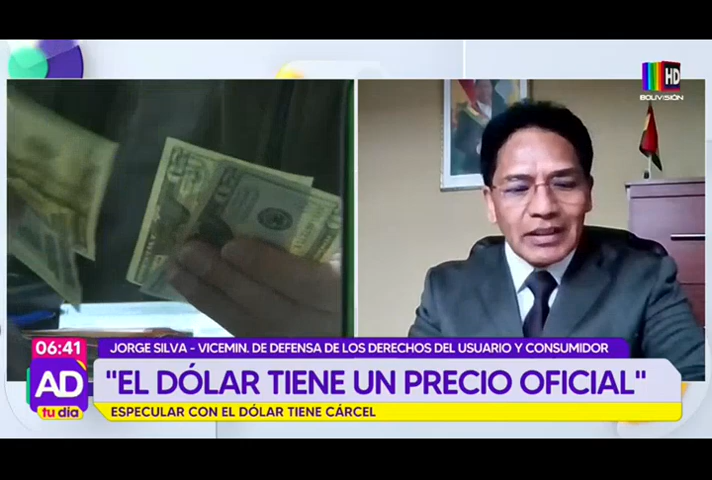 HD
BOLIVISIÓN
06:41
JORGE SILVA - VICEMIN. DE DEFENSA DE LOS DERECHOS DEL USUARIO Y CONSUMIDOR
AD
tu día
"EL DÓLAR TIENE UN PRECIO OFICIAL"
ESPECULAR CON EL DÓLAR TIENE CÁRCEL